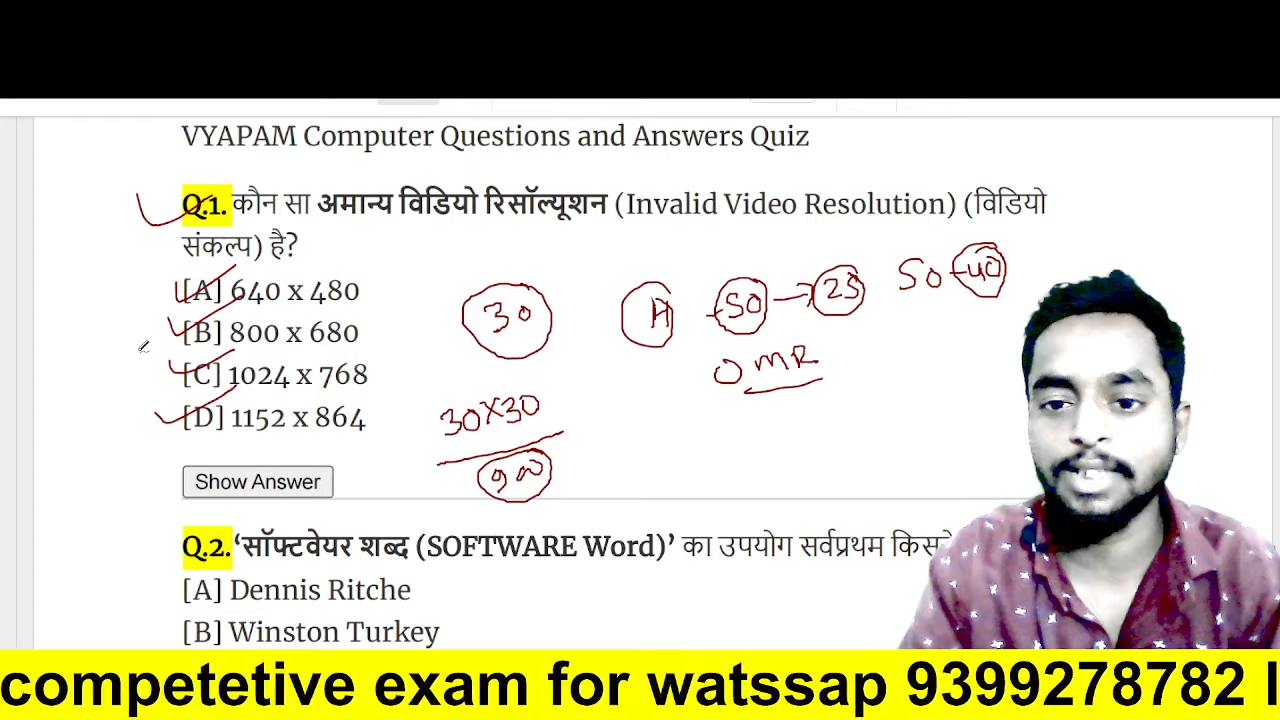 VYAPAM Computer Questions and Answers Quiz
Q.1. कौन सा अमान्य विडियो रिसॉल्यूशन (Invalid Video Resolution) (विडियो
संकल्प) है?
[A] 640 x 480
[B] 800 x 680
[C] 1024 x 768
[D] 1152 x 864
30
H
50 → 25
50 - 40
OMR
30x30
900
Show Answer
Q.2. ‘सॉफ्टवेयर शब्द (SOFTWARE Word)’ का उपयोग सर्वप्रथम
[A] Dennis Ritche
[B] Winston Turkey
competetive exam for watssap 9399278782